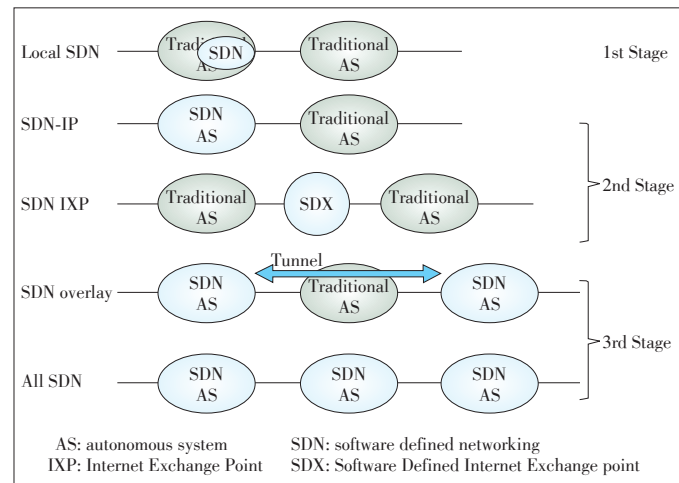 Local SDN Traditional AS SDN Traditional AS 1st Stage
SDN-IP SDN AS Traditional AS
2nd Stage
SDN IXP Traditional AS SDX Traditional AS
Tunnel
SDN overlay SDN AS Traditional AS SDN AS
3rd Stage
All SDN SDN AS SDN AS SDN AS
AS: autonomous system SDN: software defined networking
IXP: Internet Exchange Point SDX: Software Defined Internet Exchange point